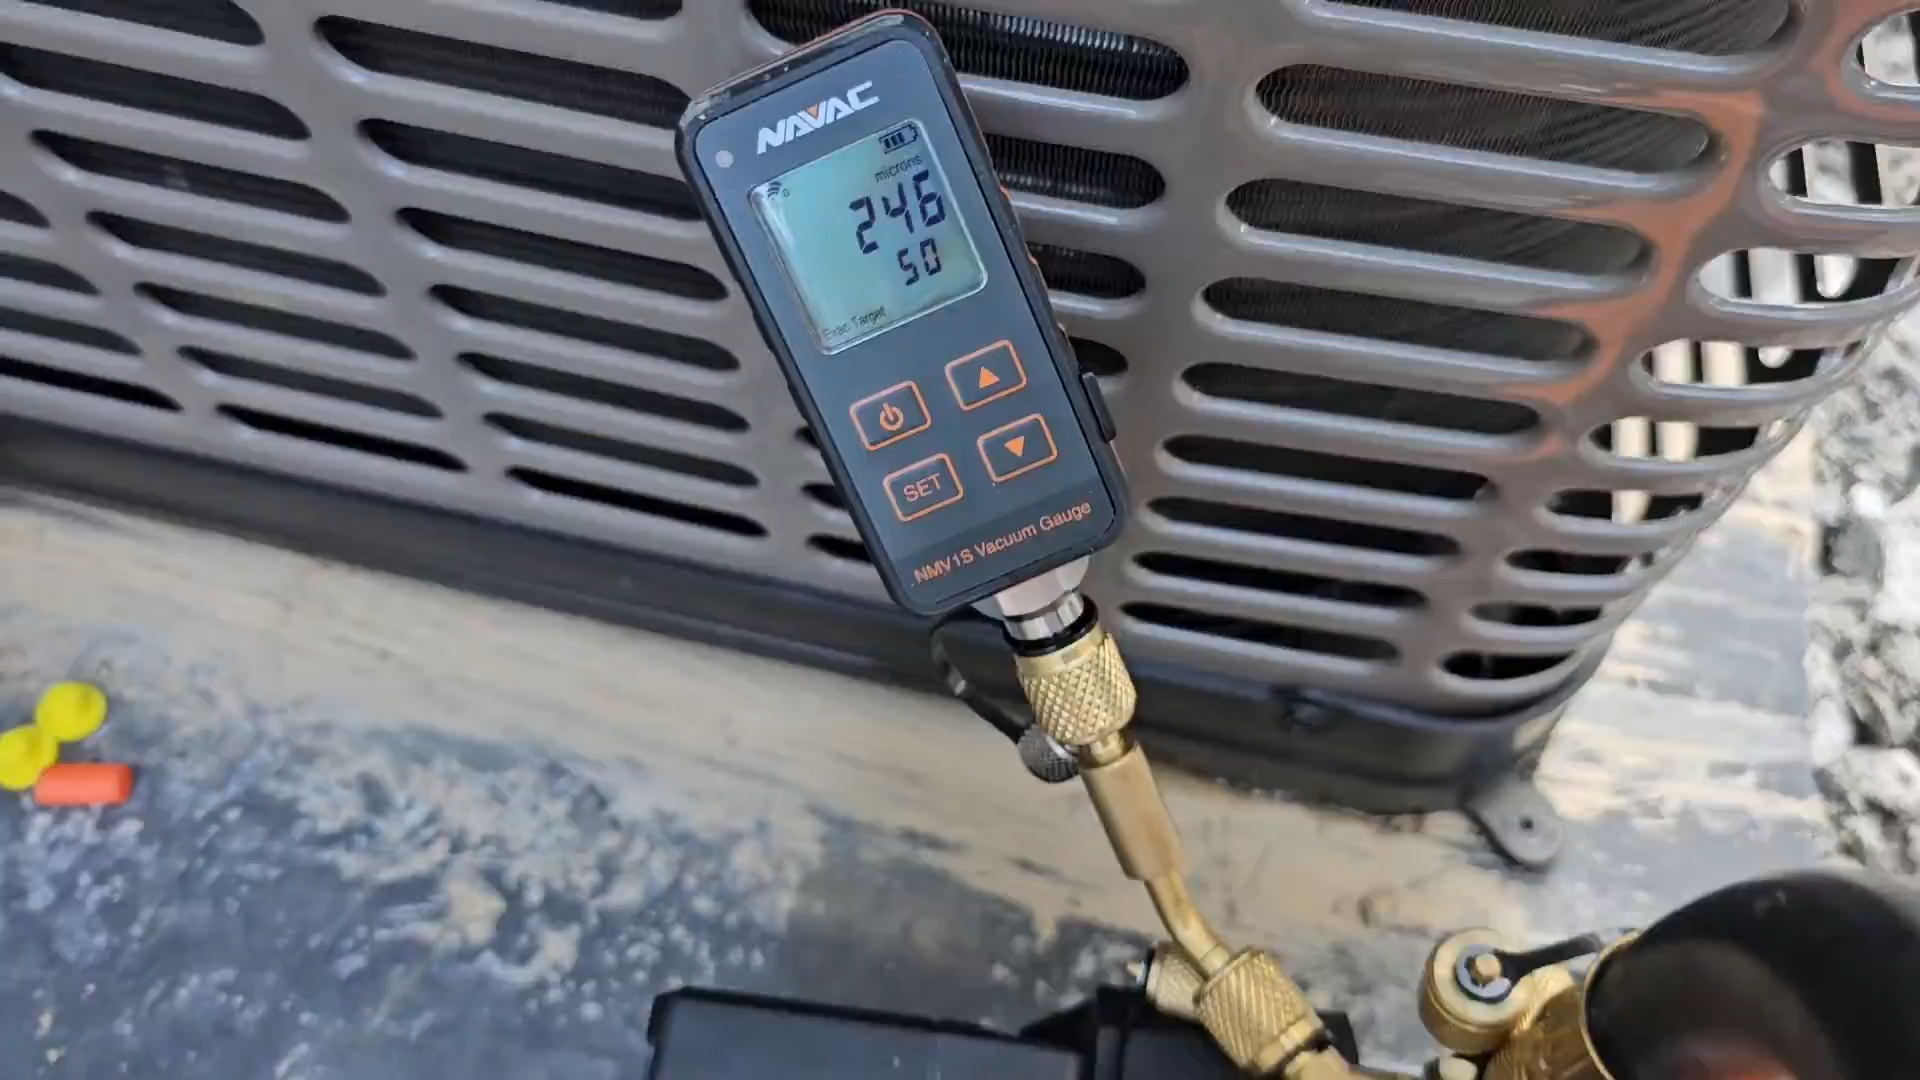 NAVAC
microns
246
50
Evac Target
SET
NMV1S Vacuum Gauge